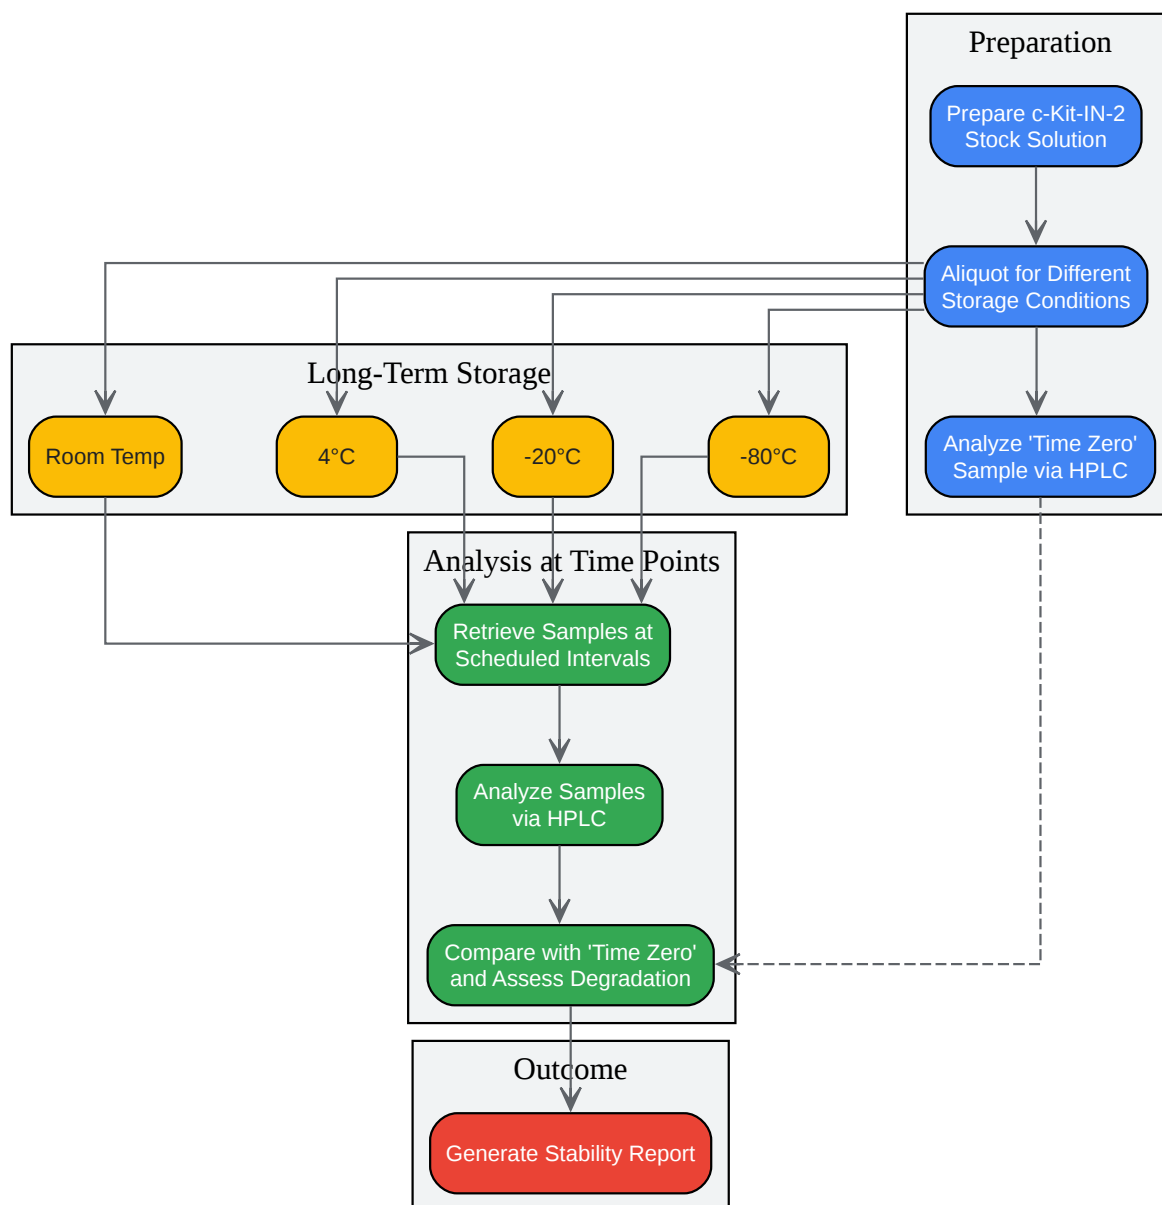 Preparation
Prepare c-Kit-IN-2
Stock Solution
Aliquot for Different
Storage Conditions
Analyze 'Time Zero'
Sample via HPLC
Long-Term Storage
Room Temp
4°C
-20°C
-80°C
Analysis at Time Points
Retrieve Samples at
Scheduled Intervals
Analyze Samples
via HPLC
Compare with 'Time Zero'
and Assess Degradation
Outcome
Generate Stability Report